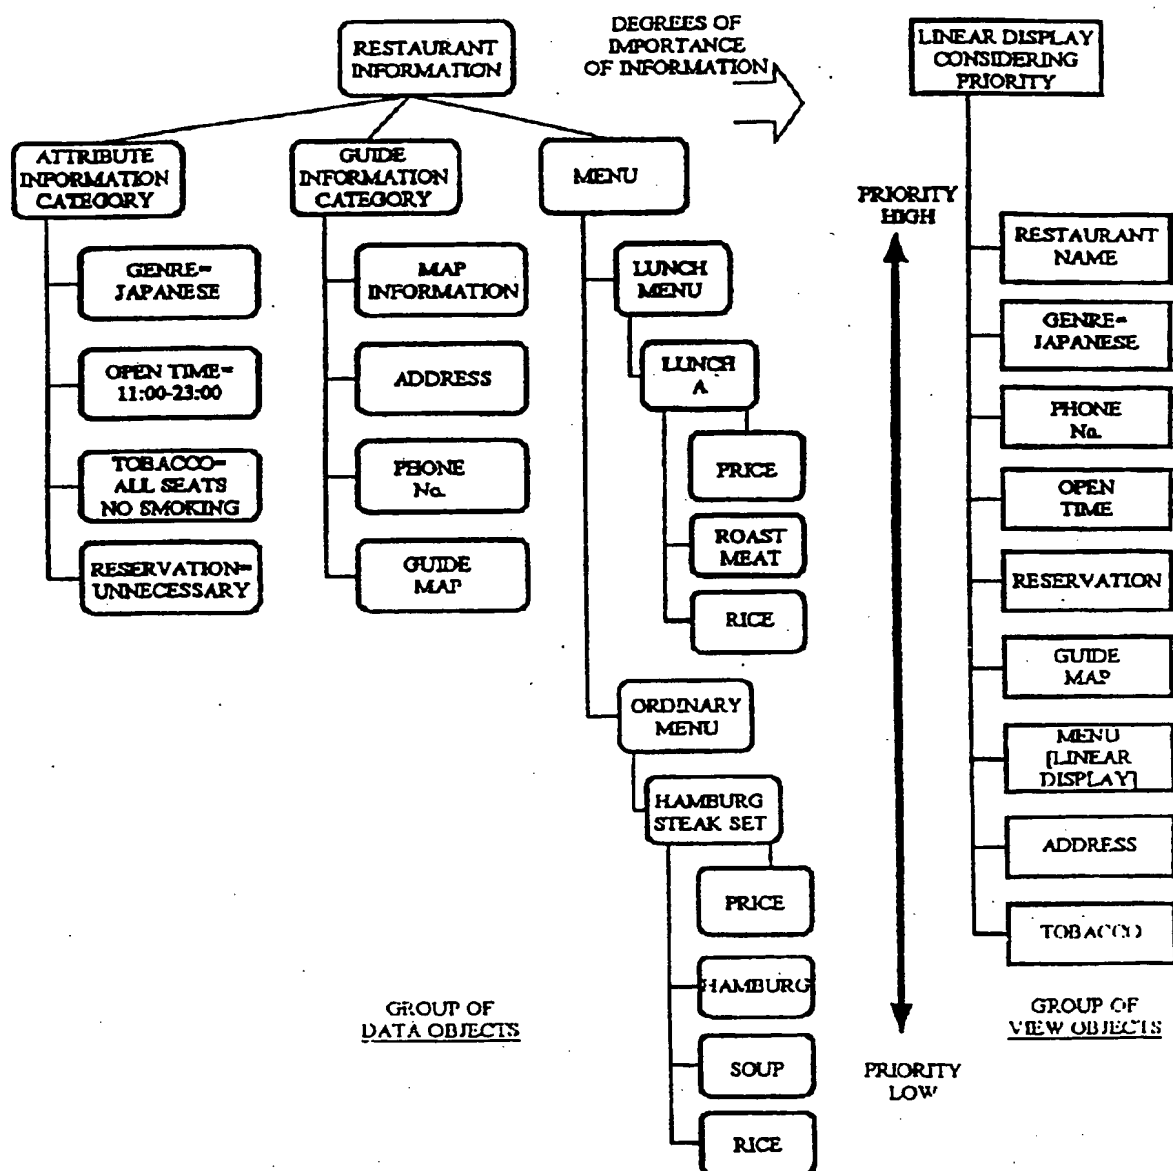 RESTAURANT
INFORMATION
DEGREES OF
IMPORTANCE
OF INFORMATION
LINEAR DISPLAY
CONSIDERING
PRIORITY
ATTRIBUTE
INFORMATION
CATEGORY
GENRE=
JAPANESE
OPEN TIME=
11:00-23:00
TOBACCO=
ALL SEATS
NO SMOKING
RESERVATION=
UNNECESSARY
GUIDE
INFORMATION
CATEGORY
MAP
INFORMATION
ADDRESS
PHONE
No.
GUIDE
MAP
MENU
LUNCH
MENU
LUNCH
A
PRICE
ROAST
MEAT
RICE
ORDINARY
MENU
HAMBURG
STEAK SET
PRICE
HAMBURG
SOUP
RICE
GROUP OF
DATA OBJECTS
PRIORITY
HIGH
PRIORITY
LOW
RESTAURANT
NAME
GENRE=
JAPANESE
PHONE
No.
OPEN
TIME
RESERVATION
GUIDE
MAP
MENU
[LINEAR
DISPLAY]
ADDRESS
TOBACCO
GROUP OF
VIEW OBJECTS